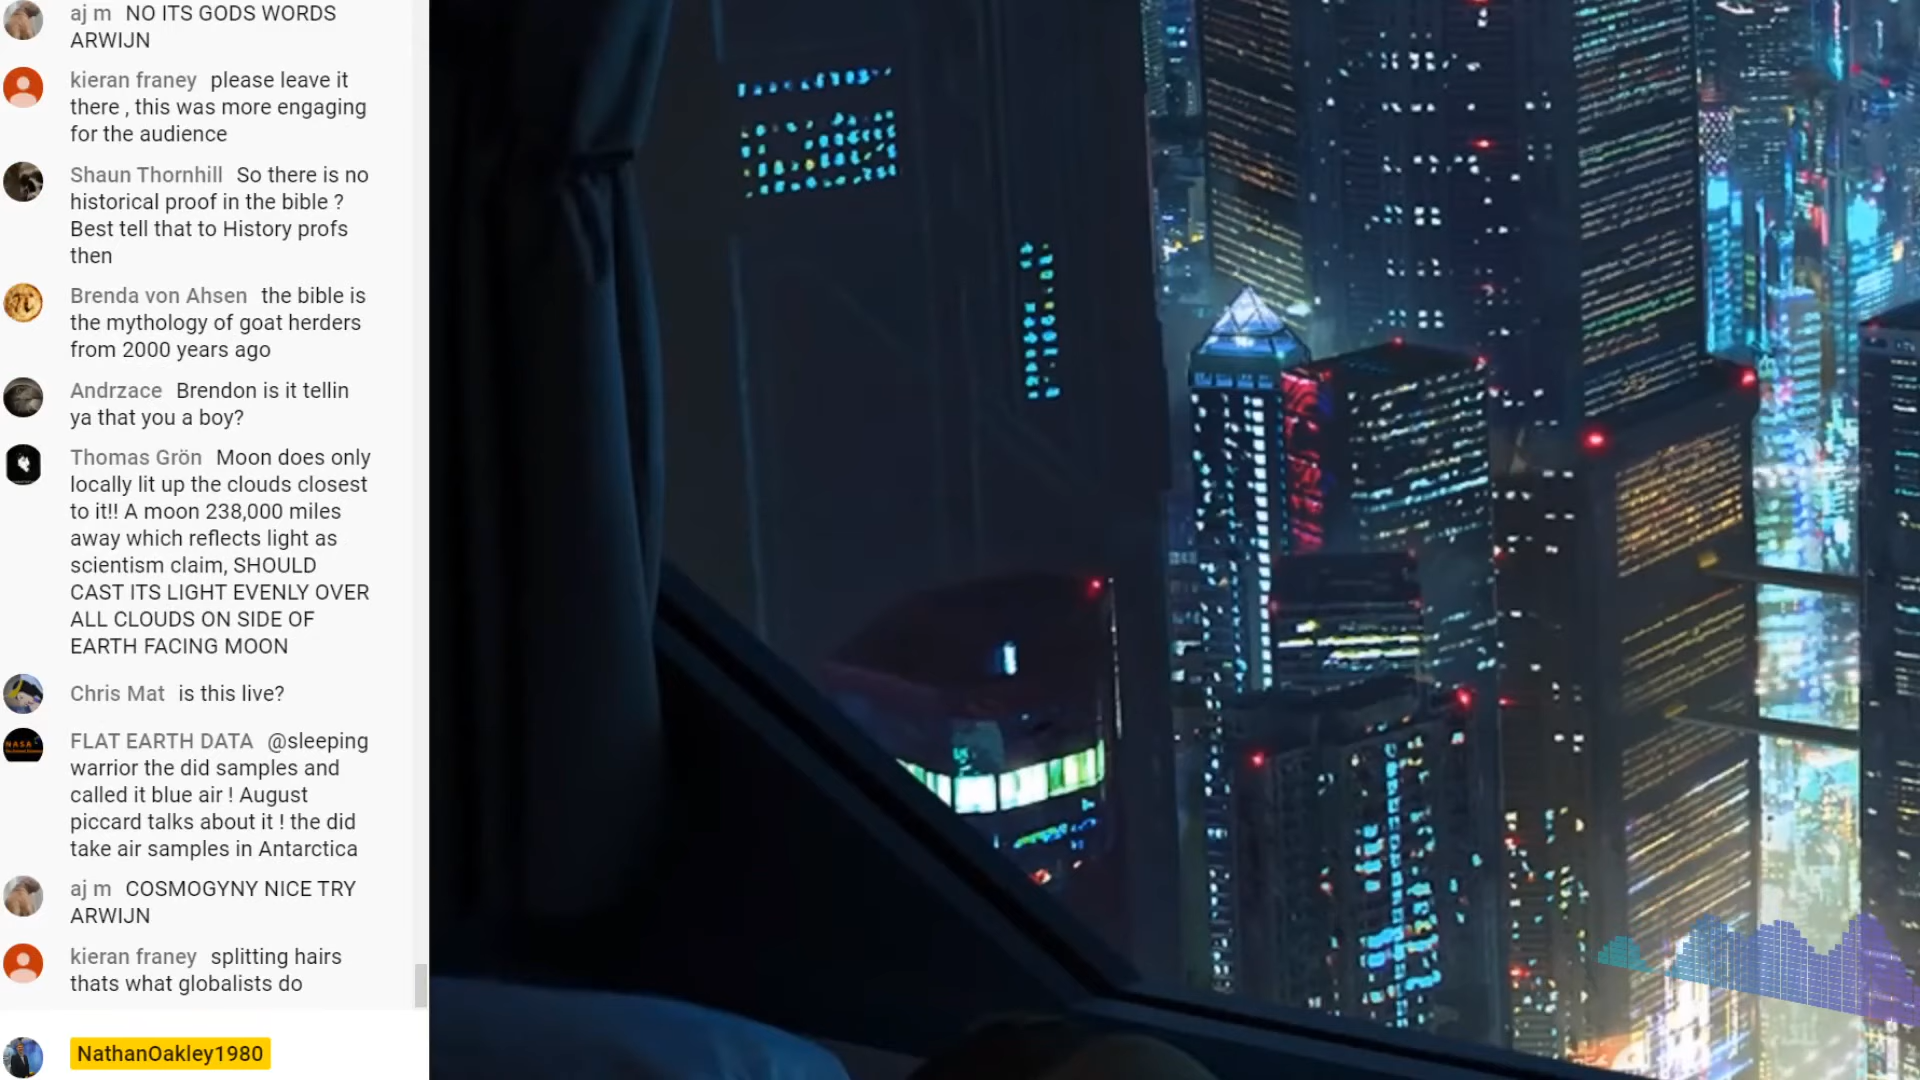 aj m NO ITS GODS WORDS
ARWIJN
kieran franey please leave it
there , this was more engaging
for the audience
Shaun Thornhill So there is no
historical proof in the bible ?
Best tell that to History profs
then
Brenda von Ahsen the bible is
the mythology of goat herders
from 2000 years ago
Andrzace Brendon is it tellin
ya that you a boy?
Thomas Grön Moon does only
locally lit up the clouds closest
to it!! A moon 238,000 miles
away which reflects light as
scientism claim, SHOULD
CAST ITS LIGHT EVENLY OVER
ALL CLOUDS ON SIDE OF
EARTH FACING MOON
Chris Mat is this live?
FLAT EARTH DATA @sleeping
warrior the did samples and
called it blue air ! August
piccard talks about it ! the did
take air samples in Antarctica
aj m COSMOGYNY NICE TRY
ARWIJN
kieran franey splitting hairs
thats what globalists do
NathanOakley1980